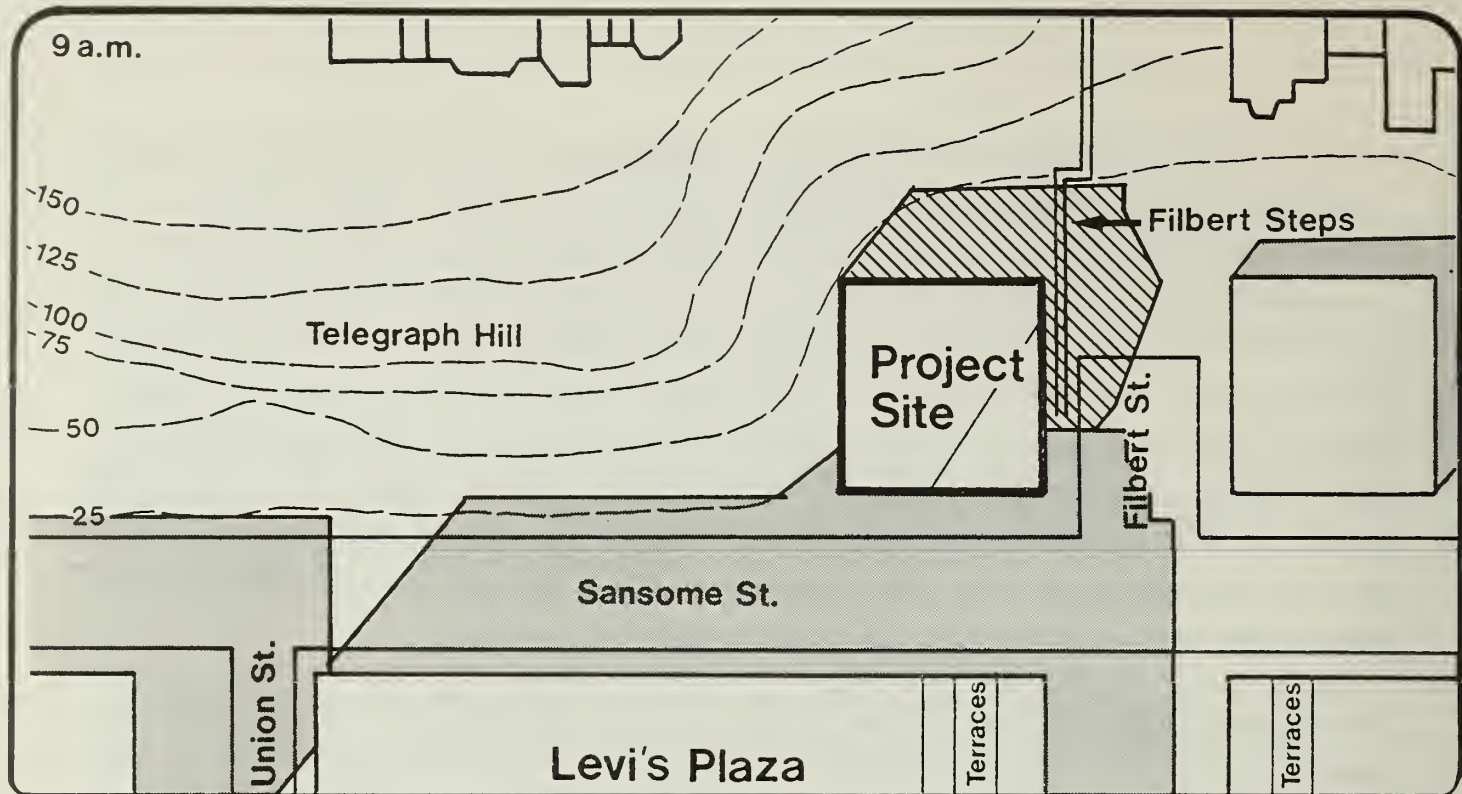 9 a.m.
150
125
100
75
50
25
Telegraph Hill
Filbert Steps
Project
Site
Filbert St.
Sansome St.
Union St.
Levi's Plaza
Terraces
Terraces